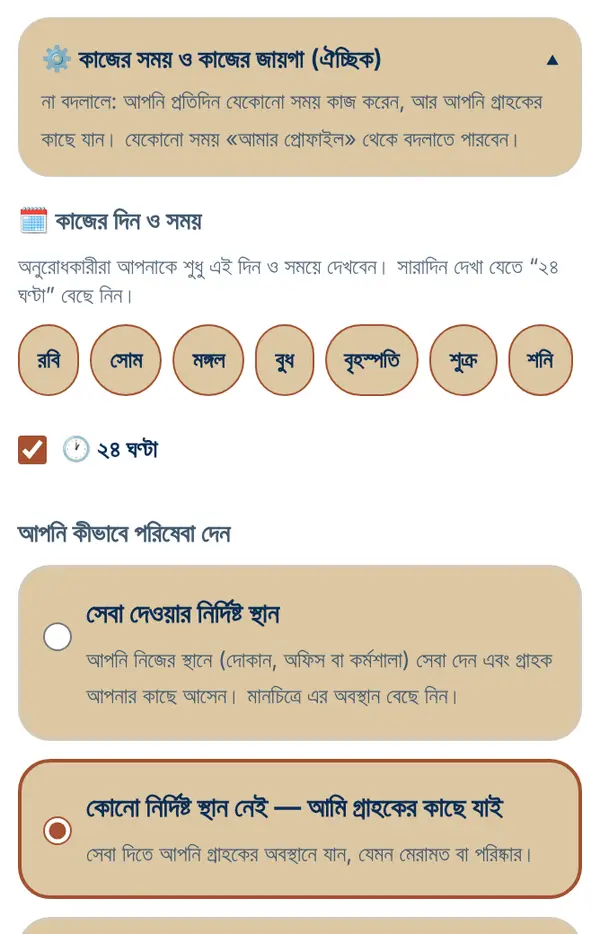 ⚙️ কাজের সময় ও কাজের জায়গা (ঐচ্ছিক) ▲
না বদলালে: আপনি প্রতিদিন যেকোনো সময় কাজ করেন, আর আপনি গ্রাহকের
কাছে যান। যেকোনো সময় «আমার প্রোফাইল» থেকে বদলাতে পারবেন।
🗓️ কাজের দিন ও সময়
অনুরোধকারীরা আপনাকে শুধু এই দিন ও সময়ে দেখবেন। সারাদিন দেখা যেতে “২৪
ঘণ্টা” বেছে নিন।
রবি সোম মঙ্গল বুধ বৃহস্পতি শুক্র শনি
🕐 ২৪ ঘণ্টা
আপনি কীভাবে পরিষেবা দেন
সেবা দেওয়ার নির্দিষ্ট স্থান
আপনি নিজের স্থানে (দোকান, অফিস বা কর্মশালা) সেবা দেন এবং গ্রাহক
আপনার কাছে আসেন। মানচিত্রে এর অবস্থান বেছে নিন।
কোনো নির্দিষ্ট স্থান নেই — আমি গ্রাহকের কাছে যাই
সেবা দিতে আপনি গ্রাহকের অবস্থানে যান, যেমন মেরামত বা পরিষ্কার।